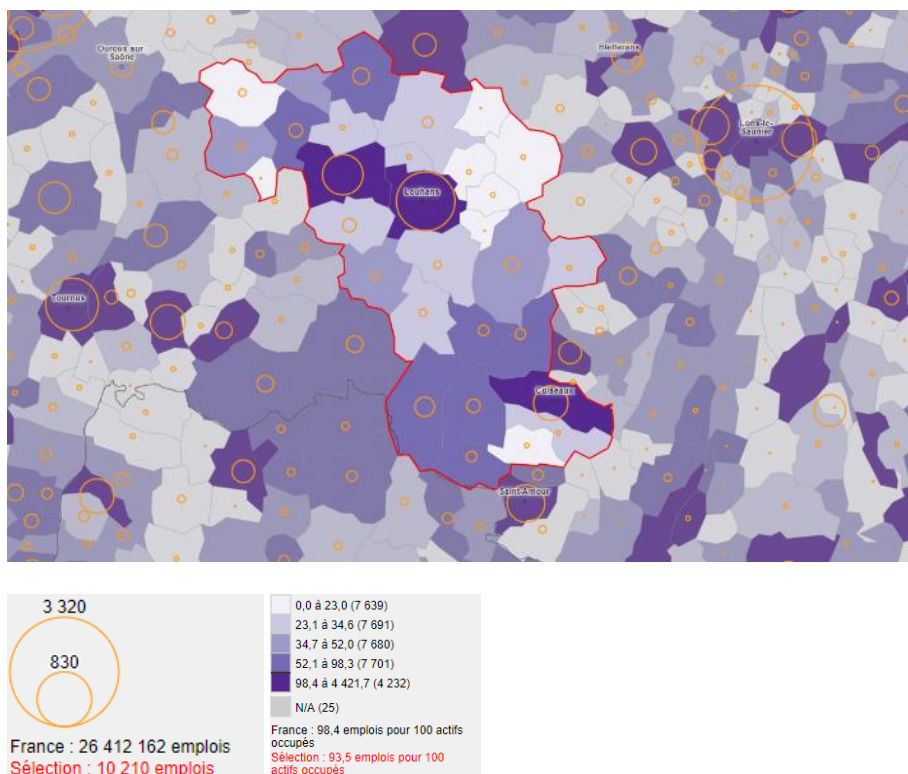 Ouroux sur
Saône
Bletterans
Lons-le-
Saunier
Louhans
Tournus
Cuiseaux
Saint-Amour
3 320
830
France : 26 412 162 emplois
Sélection : 10 210 emplois
0,0 à 23,0 (7 639)
23,1 à 34,6 (7 691)
34,7 à 52,0 (7 680)
52,1 à 98,3 (7 701)
98,4 à 4 421,7 (4 232)
N/A (25)
France : 98,4 emplois pour 100 actifs
occupés
Sélection : 93,5 emplois pour 100
actifs occupés